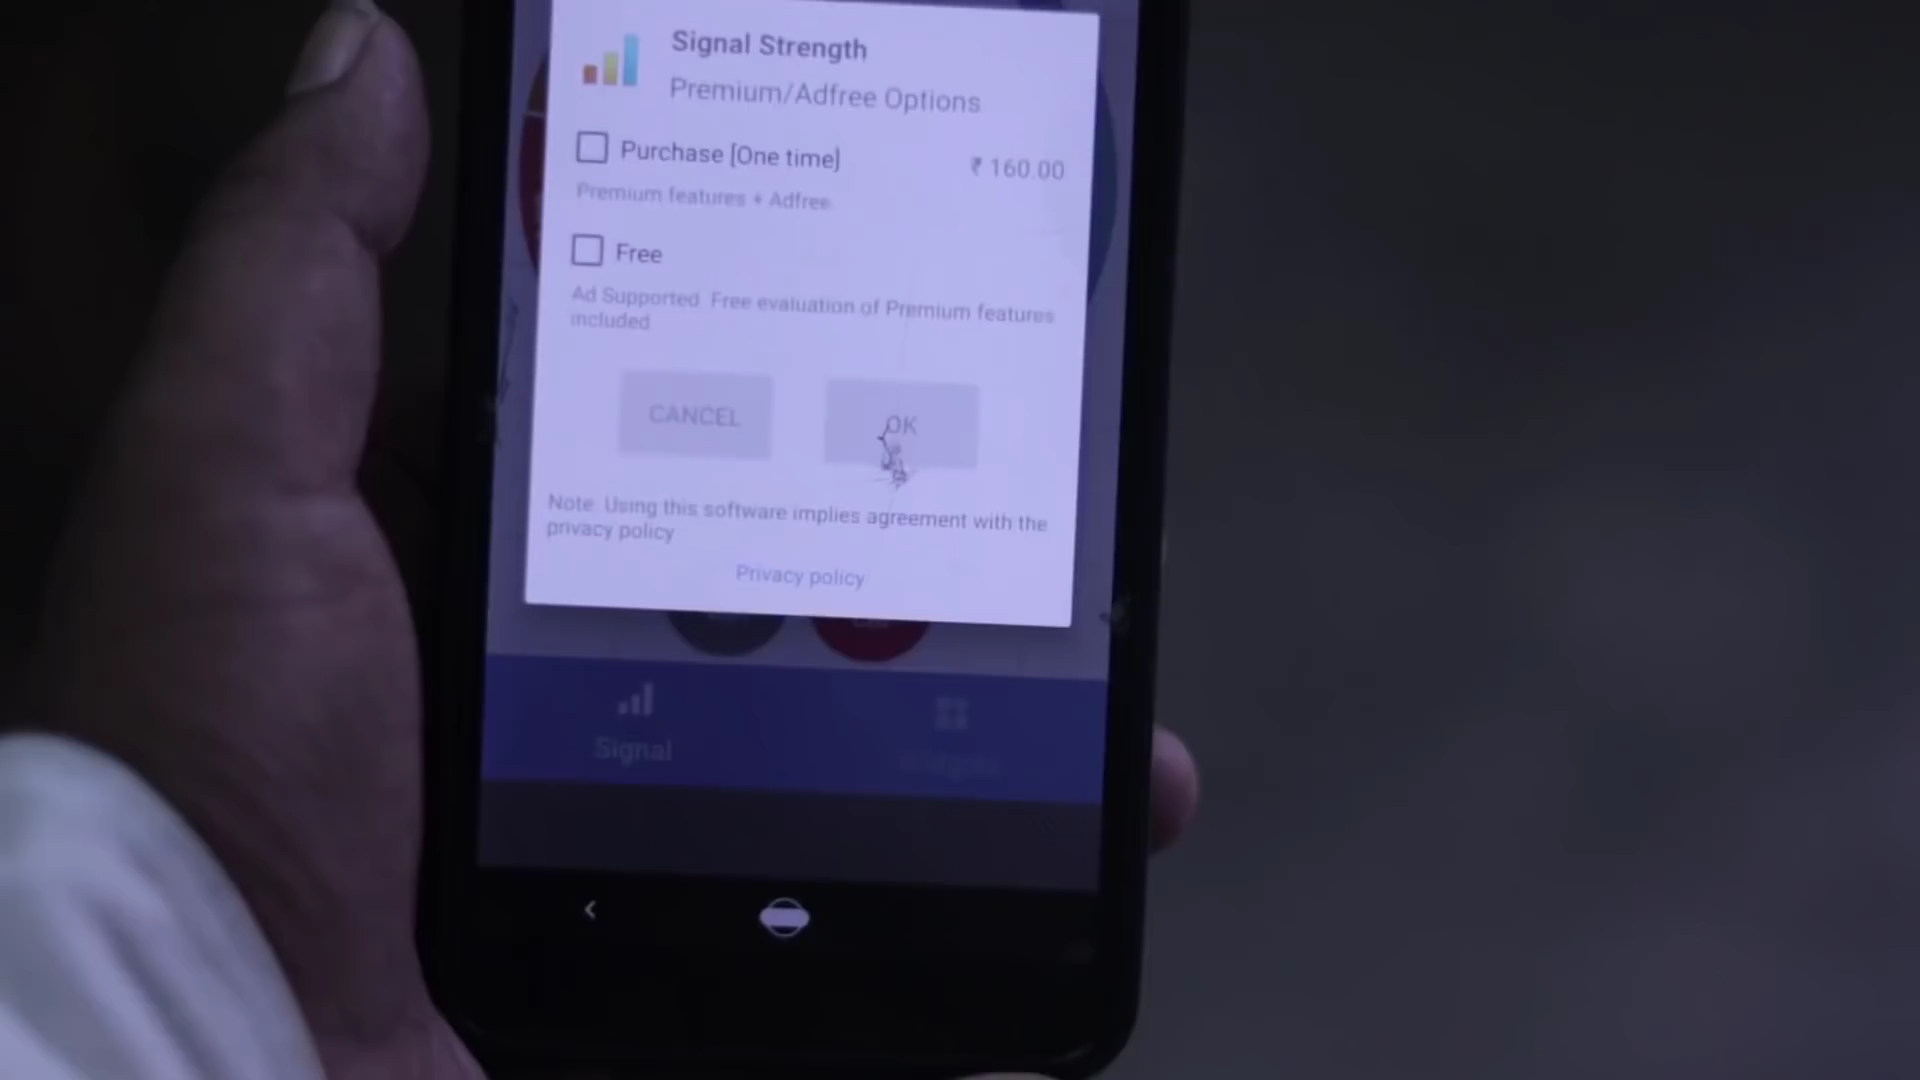 Signal Strength
Premium/Adfree Options
Purchase [One time]
₹ 160.00
Premium features + Adfree
Free
Ad Supported. Free evaluation of Premium features
included
CANCEL
OK
Note: Using this software implies agreement with the
privacy policy
Privacy policy
Signal
Widgets